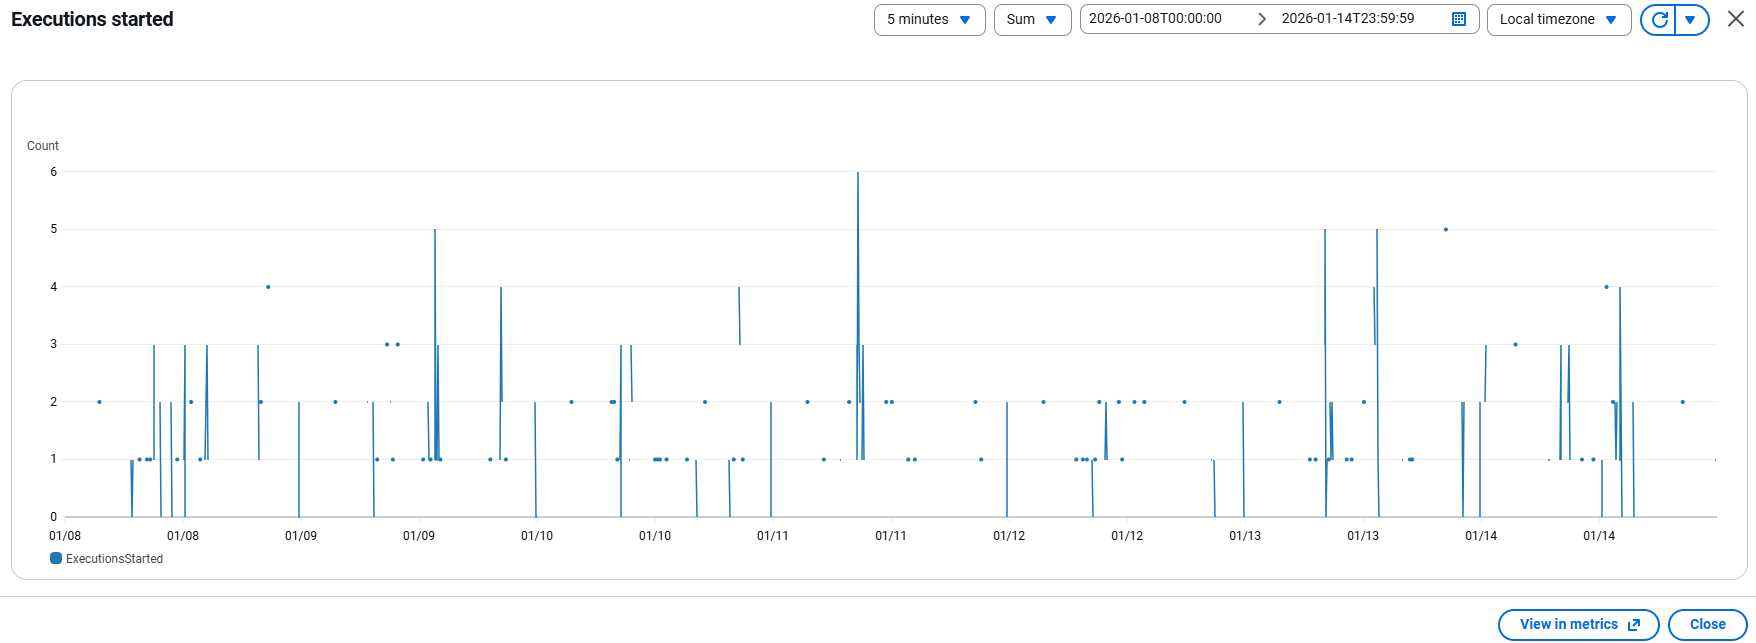 Executions started
5 minutes
Sum
2026-01-08T00:00:00
2026-01-14T23:59:59
Local timezone
Count
6
5
4
3
2
1
0
01/08 01/08 01/09 01/09 01/10 01/10 01/11 01/11 01/12 01/12 01/13 01/13 01/14 01/14
ExecutionsStarted
View in metrics
Close